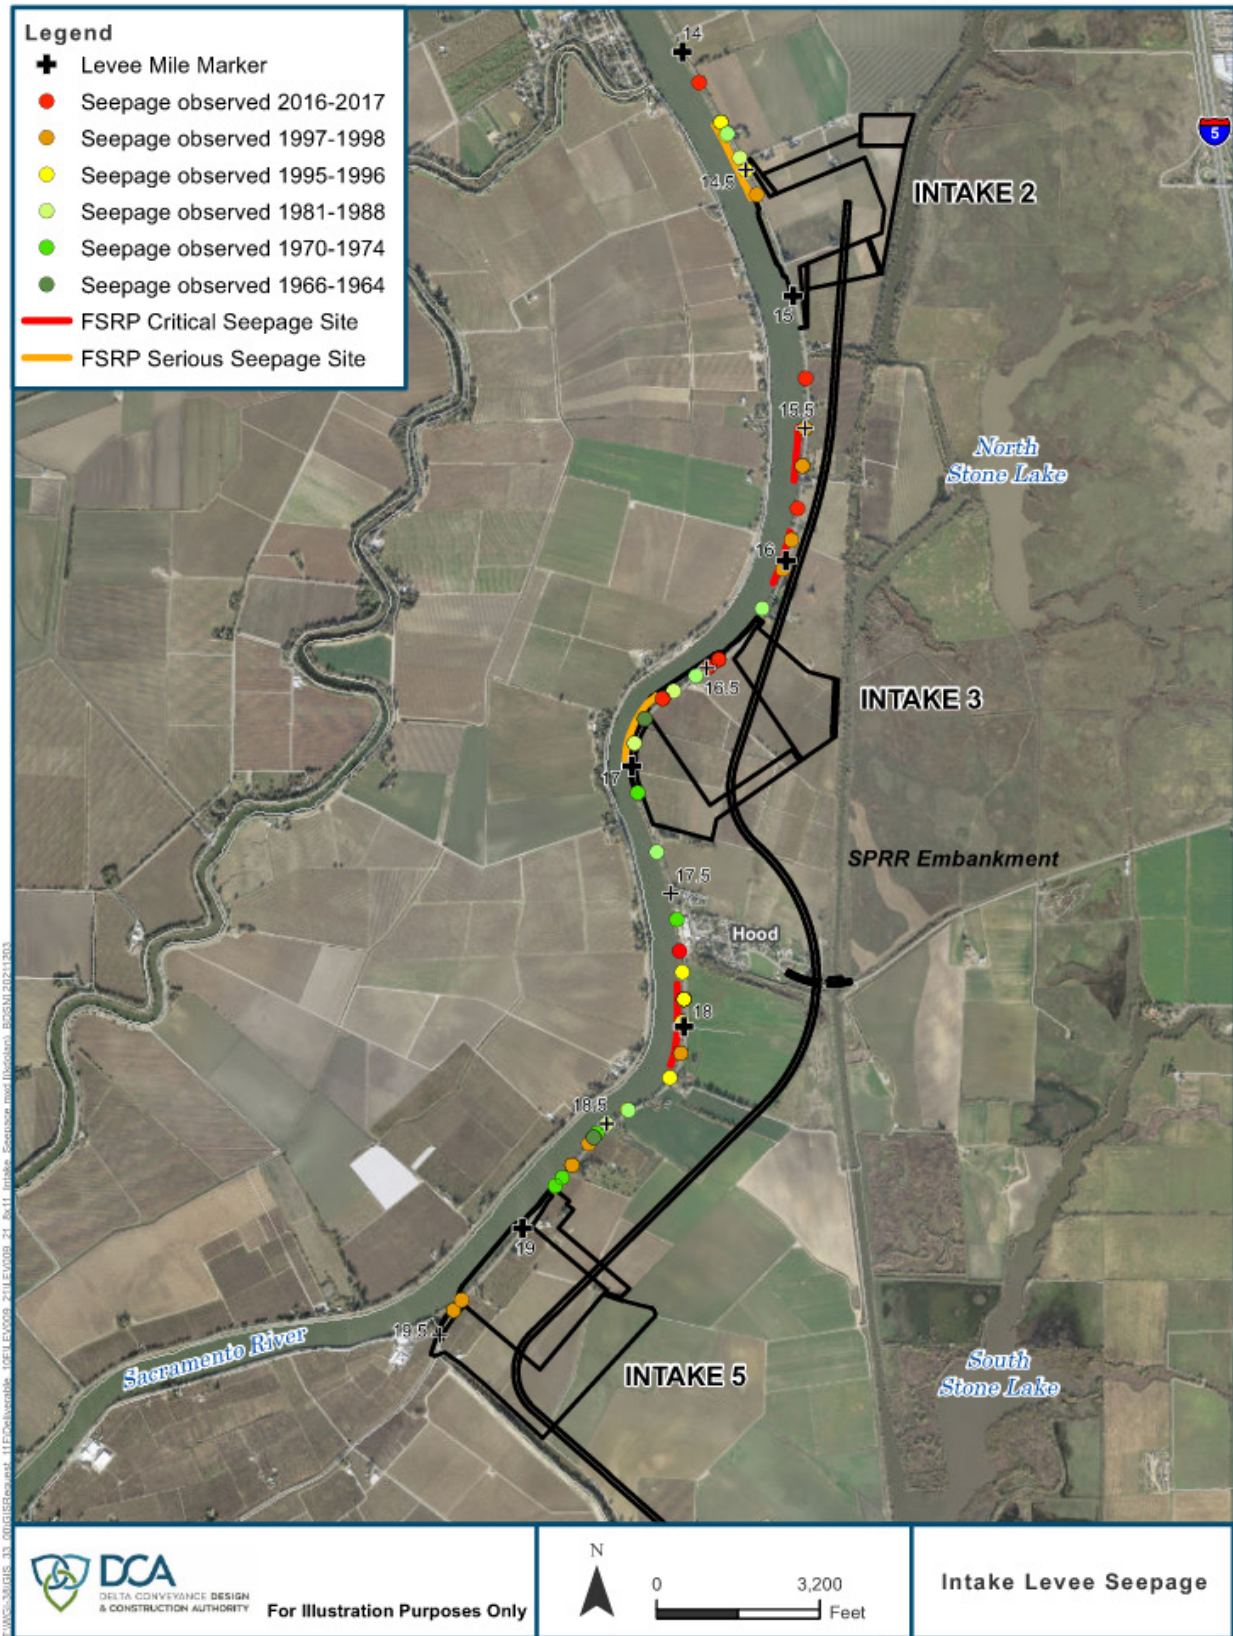 Legend
Levee Mile Marker
Seepage observed 2016-2017
Seepage observed 1997-1998
Seepage observed 1995-1996
Seepage observed 1981-1988
Seepage observed 1970-1974
Seepage observed 1966-1964
FSRP Critical Seepage Site
FSRP Serious Seepage Site
14
5
14.5
INTAKE 2
15
15.5
North
Stone Lake
16
16.5
INTAKE 3
17
SPRR Embankment
17.5
Hood
18
18.5
19
19.5
Sacramento River
INTAKE 5
South
Stone Lake
DCA
DELTA CONVEYANCE DESIGN
& CONSTRUCTION AUTHORITY
For Illustration Purposes Only
N
0 3,200
Feet
Intake Levee Seepage